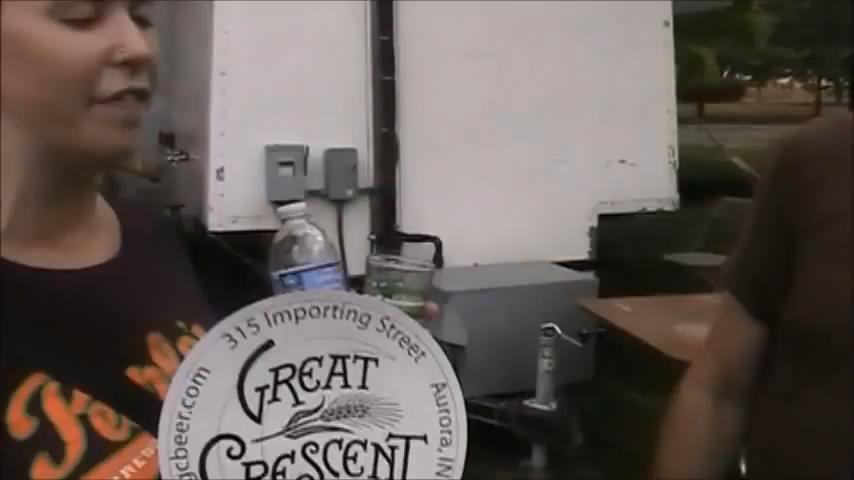 315 Importing Street
Aurora, IN
gcbeer.com
GREAT
CRESCENT